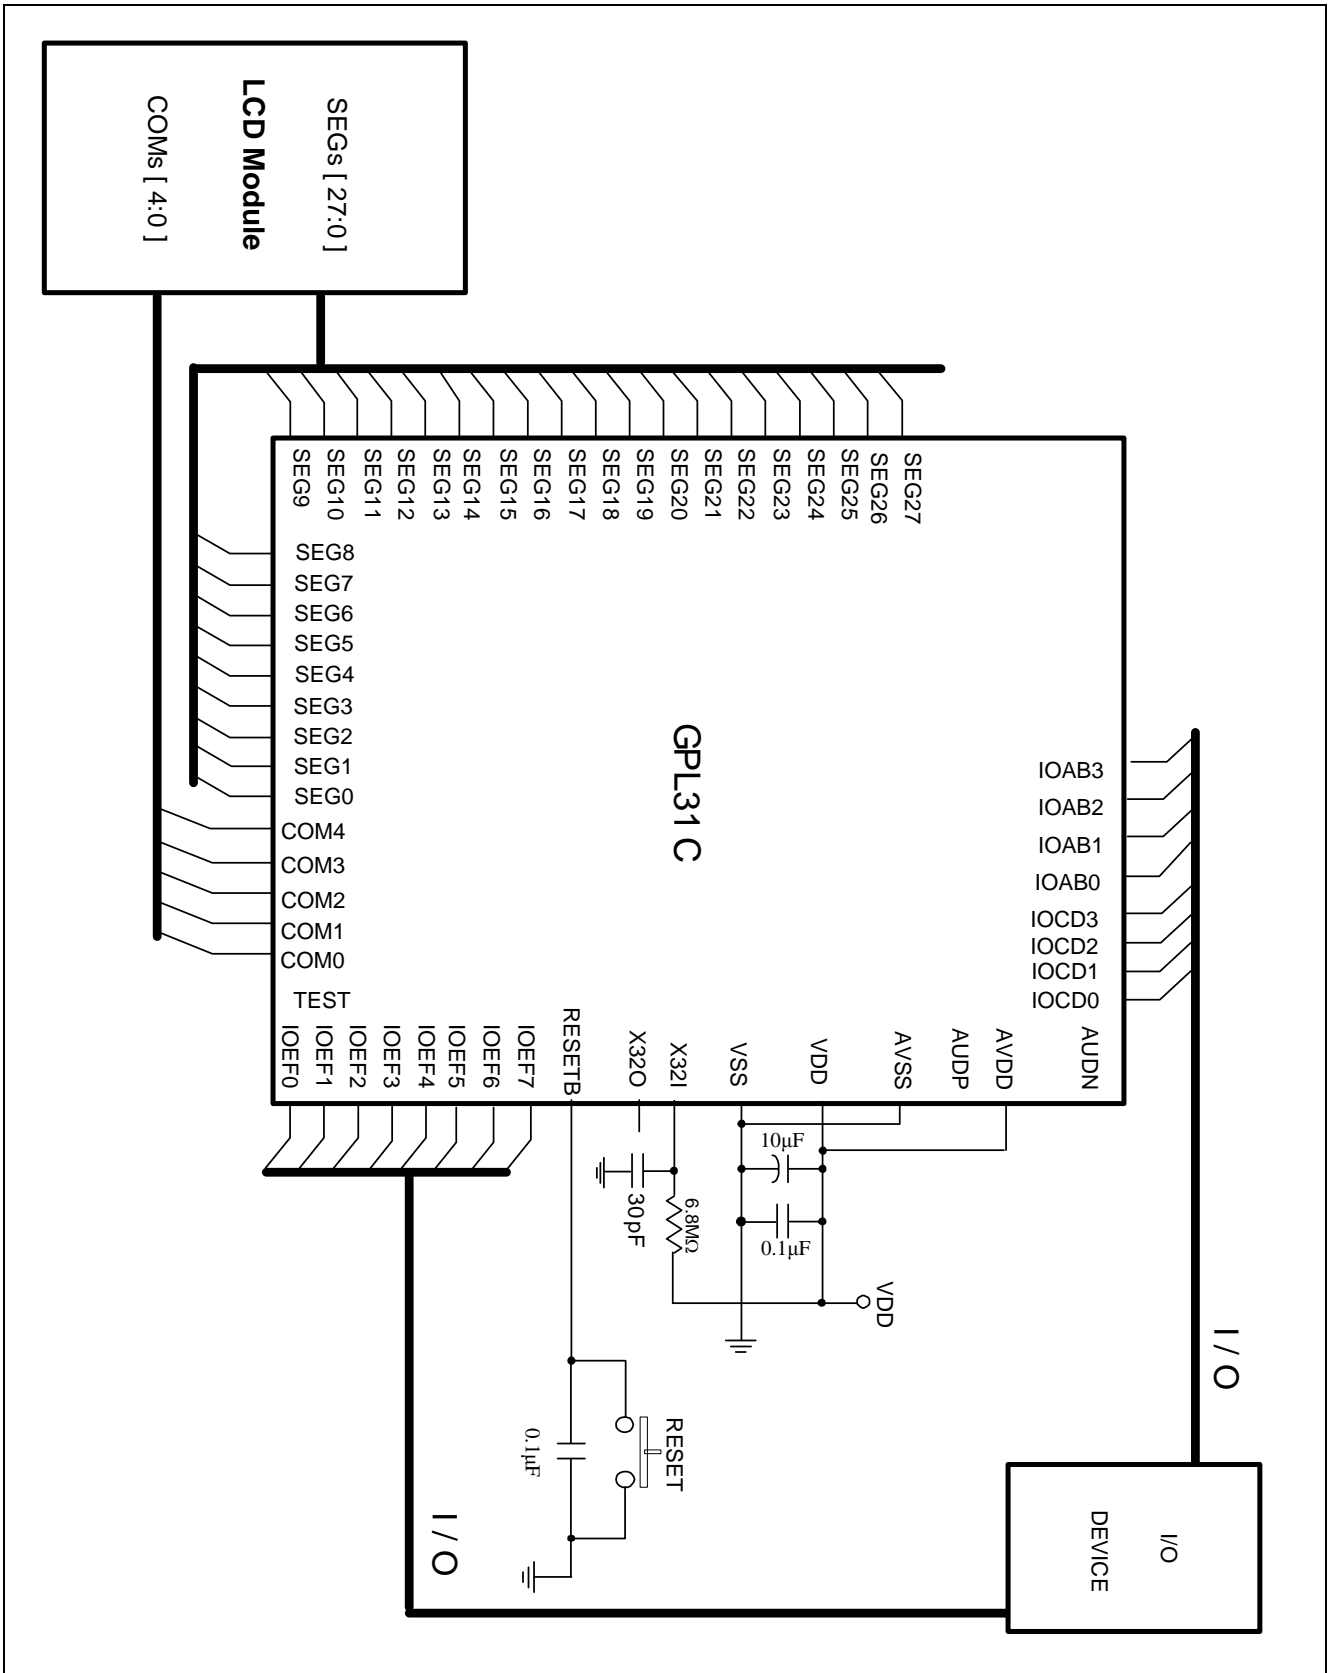 SEGs [ 27:0 ]
LCD Module
COMs [ 4:0 ]
SEG9
SEG10
SEG11
SEG12
SEG13
SEG14
SEG15
SEG16
SEG17
SEG18
SEG19
SEG20
SEG21
SEG22
SEG23
SEG24
SEG25
SEG26
SEG27
SEG8
SEG7
SEG6
SEG5
SEG4
SEG3
SEG2
SEG1
SEG0
COM4
COM3
COM2
COM1
COM0
TEST
GPL31C
IOAB3
IOAB2
IOAB1
IOAB0
IOCD3
IOCD2
IOCD1
IOCD0
IOEF0
IOEF1
IOEF2
IOEF3
IOEF4
IOEF5
IOEF6
IOEF7
RESETB
X32O
X32I
VSS
VDD
AVSS
AUDP
AVDD
AUDN
10µF
30pF
6.8MΩ
0.1µF
VDD
I / O
RESET
0.1µF
I / O
I/O
DEVICE